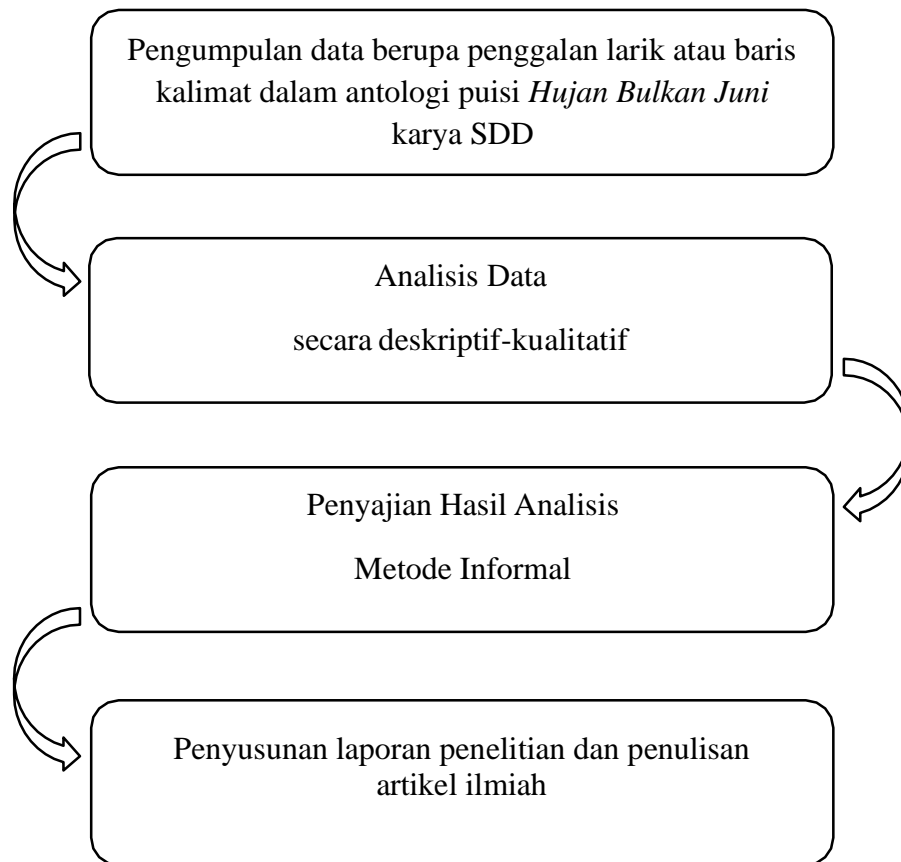 Pengumpulan data berupa penggalan larik atau baris
kalimat dalam antologi puisi Hujan Bulkan Juni
karya SDD
Analisis Data
secara deskriptif-kualitatif
Penyajian Hasil Analisis
Metode Informal
Penyusunan laporan penelitian dan penulisan
artikel ilmiah